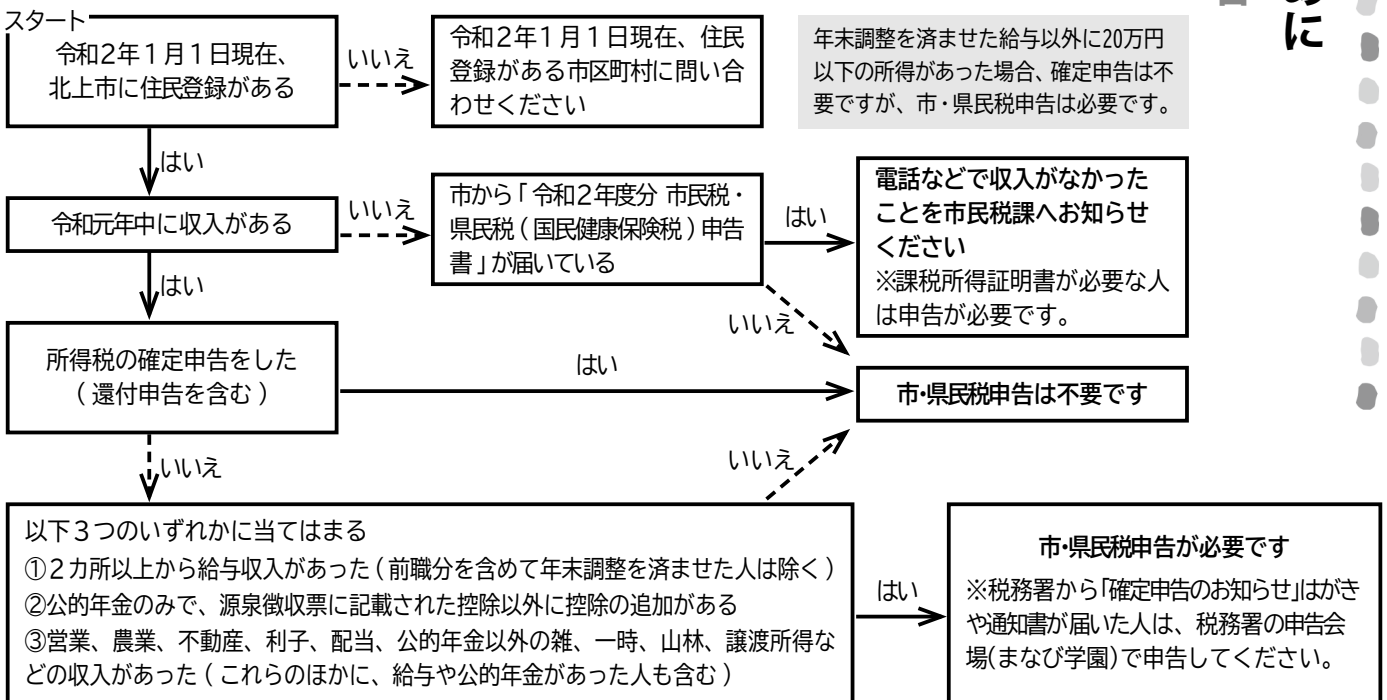 スタート
令和2年1月1日現在、
北上市に住民登録がある
いいえ
令和2年1月1日現在、住民
登録がある市区町村に問い合
わせください
年末調整を済ませた給与以外に20万円
以下の所得があった場合、確定申告は不
要ですが、市・県民税申告は必要です。
はい
令和元年中に収入がある
いいえ
市から「令和2年度分 市民税・
県民税(国民健康保険税)申告
書」が届いている
はい
電話などで収入がなかった
ことを市民税課へお知らせ
ください
※課税所得証明書が必要な人
は申告が必要です。
はい
いいえ
所得税の確定申告をした
(還付申告を含む)
はい
市・県民税申告は不要です
いいえ
いいえ
以下3つのいずれかに当てはまる
①2カ所以上から給与収入があった(前職分を含めて年末調整を済ませた人は除く)
②公的年金のみで、源泉徴収票に記載された控除以外に控除の追加がある
③営業、農業、不動産、利子、配当、公的年金以外の雑、一時、山林、譲渡所得な
どの収入があった(これらのほかに、給与や公的年金があった人も含む)
はい
市・県民税申告が必要です
※税務署から「確定申告のお知らせ」はがき
や通知書が届いた人は、税務署の申告会
場(まなび学園)で申告してください。
に